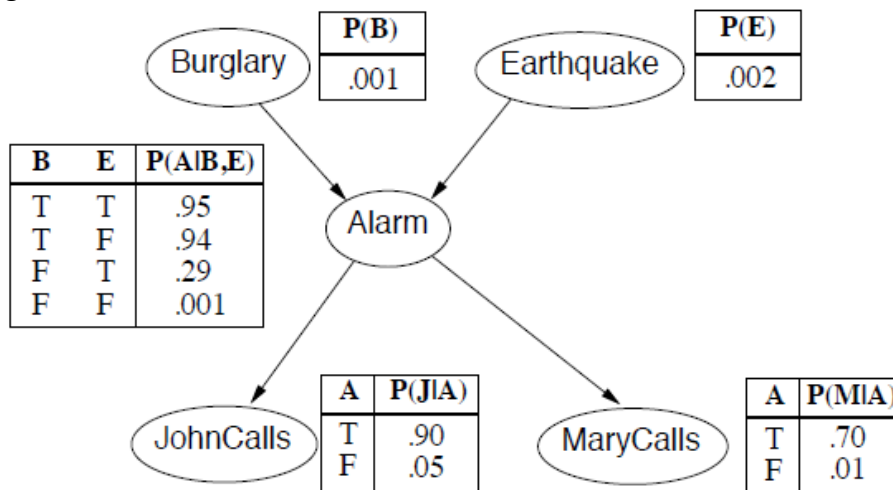 P(B)
.001
Burglary
P(E)
.002
Earthquake
B E P(A|B,E)
T T .95
T F .94
F T .29
F F .001
Alarm
A P(J|A)
T .90
F .05
JohnCalls
A P(M|A)
T .70
F .01
MaryCalls